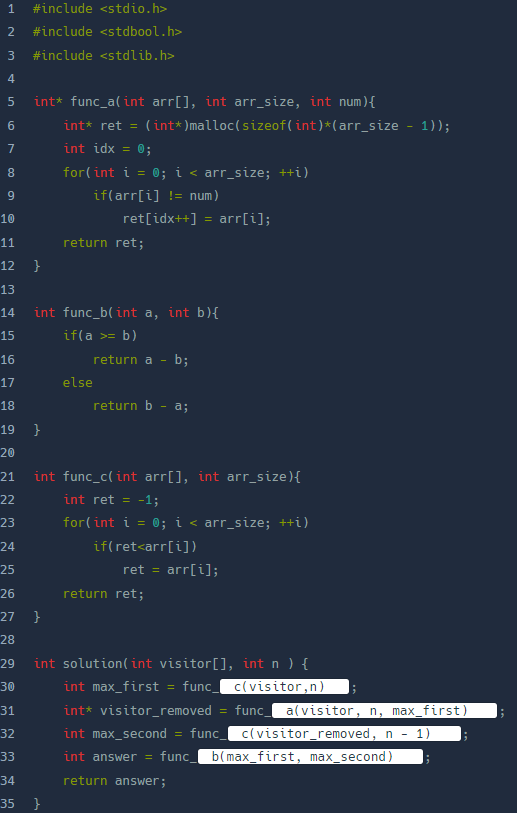 1 #include <stdio.h>
2 #include <stdbool.h>
3 #include <stdlib.h>
4
5 int* func_a(int arr[], int arr_size, int num){
6     int* ret = (int*)malloc(sizeof(int)*(arr_size - 1));
7     int idx = 0;
8     for(int i = 0; i < arr_size; ++i)
9         if(arr[i] != num)
10             ret[idx++] = arr[i];
11     return ret;
12 }
13
14 int func_b(int a, int b){
15     if(a >= b)
16         return a - b;
17     else
18         return b - a;
19 }
20
21 int func_c(int arr[], int arr_size){
22     int ret = -1;
23     for(int i = 0; i < arr_size; ++i)
24         if(ret<arr[i])
25             ret = arr[i];
26     return ret;
27 }
28
29 int solution(int visitor[], int n ) {
30     int max_first = func_ c(visitor,n) ;
31     int* visitor_removed = func_ a(visitor, n, max_first) ;
32     int max_second = func_ c(visitor_removed, n - 1) ;
33     int answer = func_ b(max_first, max_second) ;
34     return answer;
35 }